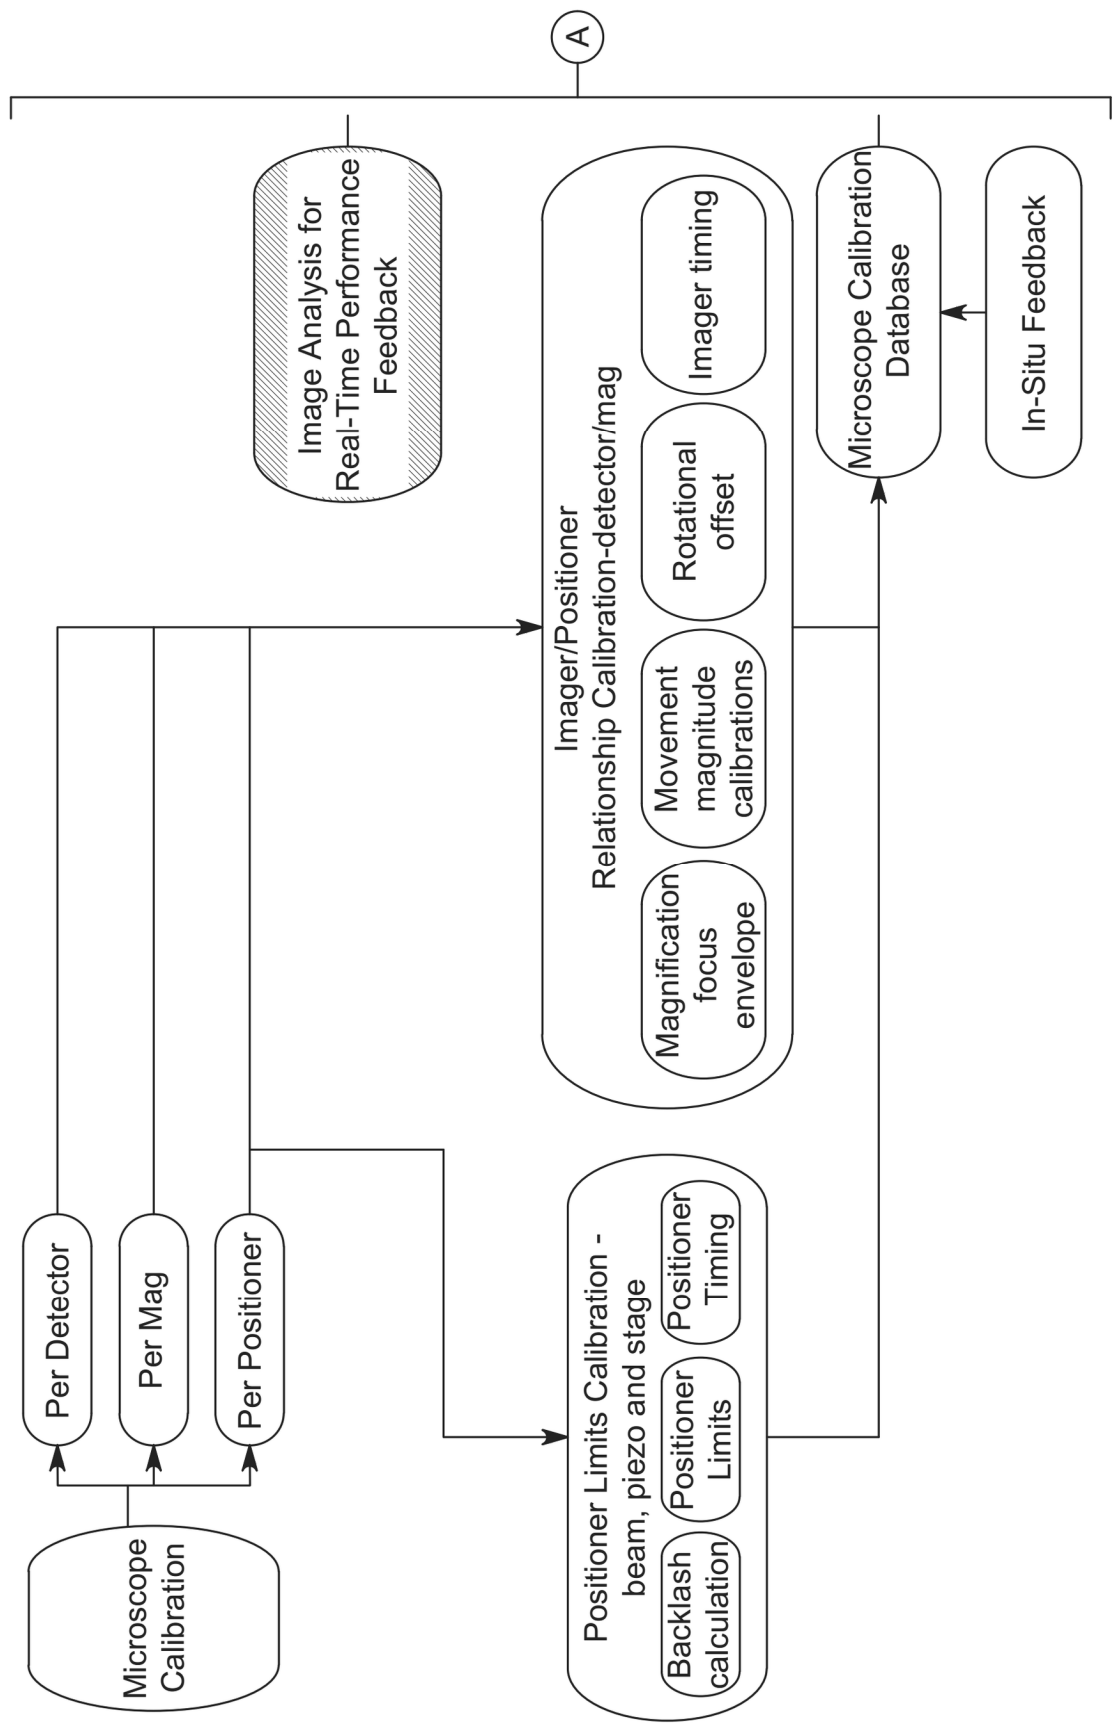 Microscope
Calibration
Per Detector
Per Mag
Per Positioner
Image Analysis for
Real-Time Performance
Feedback
A
Positioner Limits Calibration -
beam, piezo and stage
Backlash
calculation
Positioner
Limits
Positioner
Timing
Imager/Positioner
Relationship Calibration-detector/mag
Magnification
focus
envelope
Movement
magnitude
calibrations
Rotational
offset
Imager timing
Microscope Calibration
Database
In-Situ Feedback